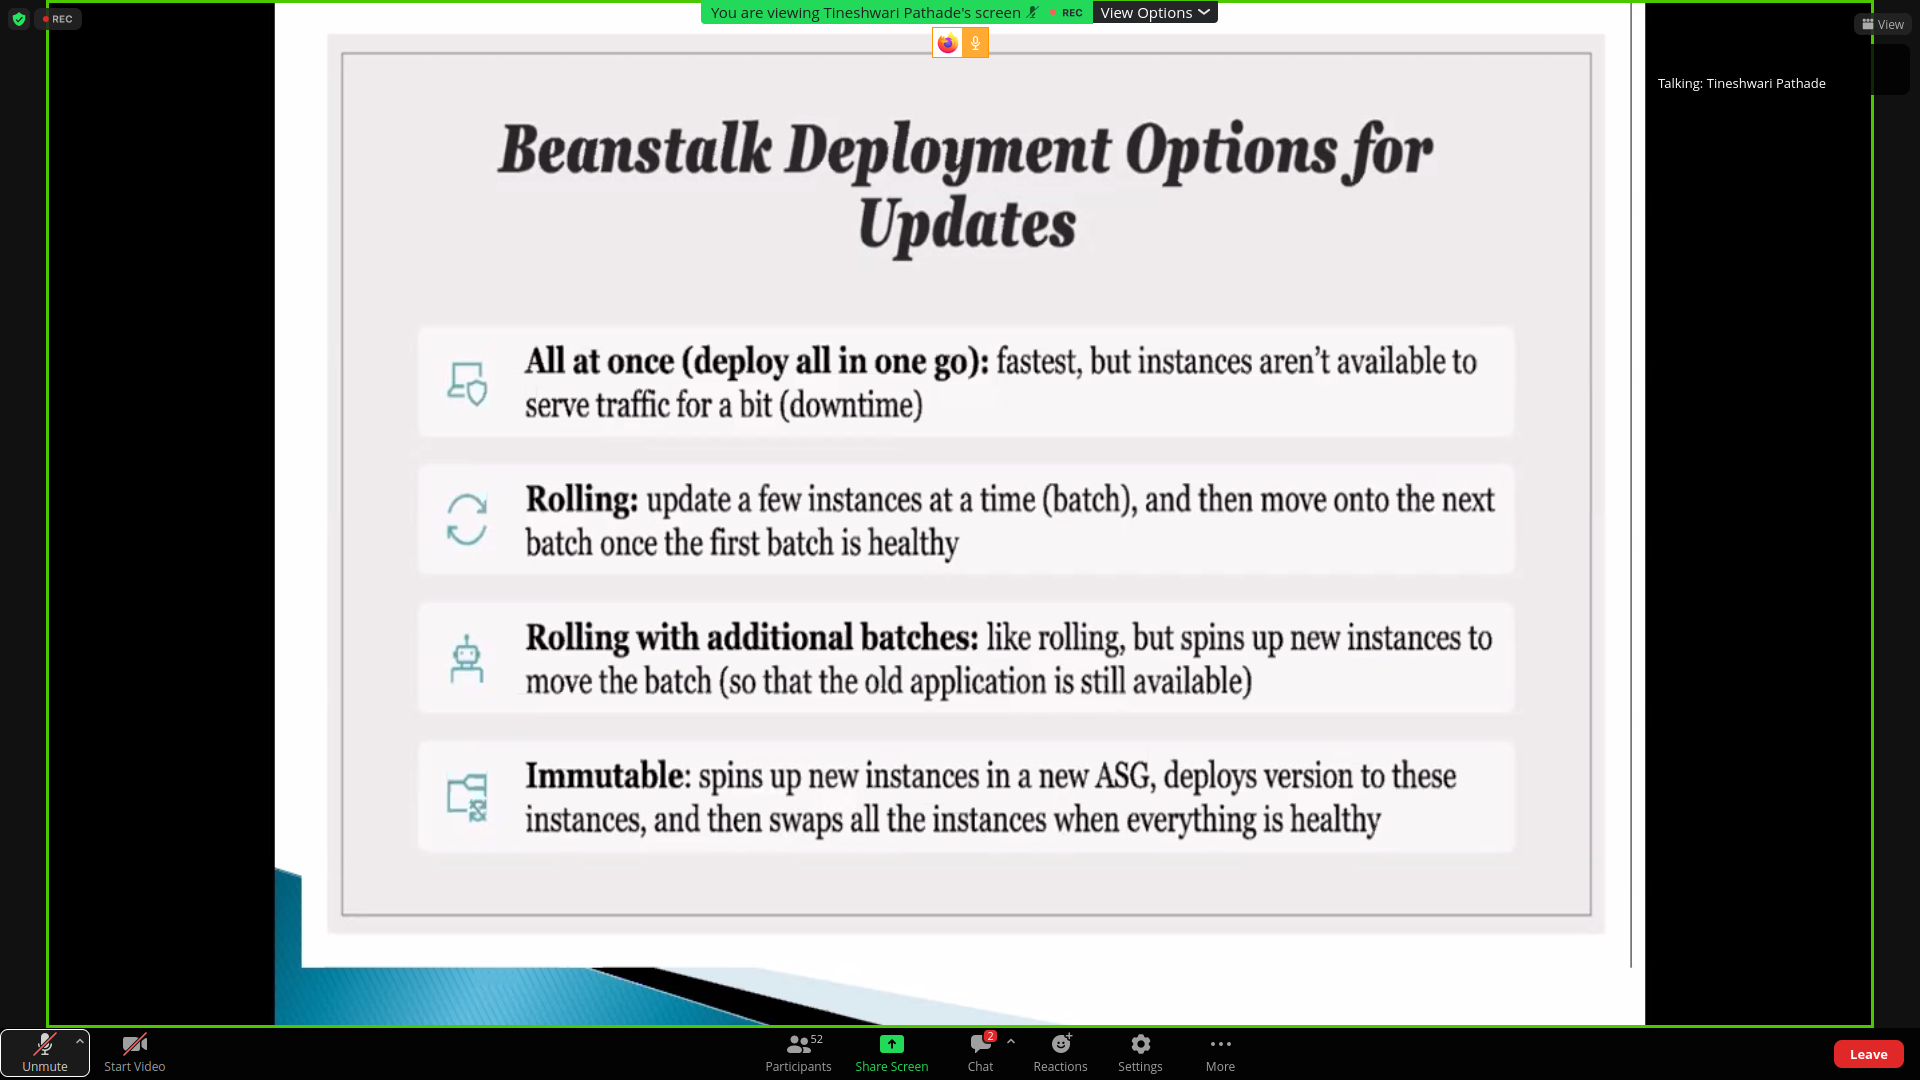 REC
You are viewing Tineshwari Pathade's screen REC View Options
View
Talking: Tineshwari Pathade
Beanstalk Deployment Options for
Updates
All at once (deploy all in one go): fastest, but instances aren’t available to
serve traffic for a bit (downtime)
Rolling: update a few instances at a time (batch), and then move onto the next
batch once the first batch is healthy
Rolling with additional batches: like rolling, but spins up new instances to
move the batch (so that the old application is still available)
Immutable: spins up new instances in a new ASG, deploys version to these
instances, and then swaps all the instances when everything is healthy
52
2
Unmute Start Video Participants Share Screen Chat Reactions Settings More Leave